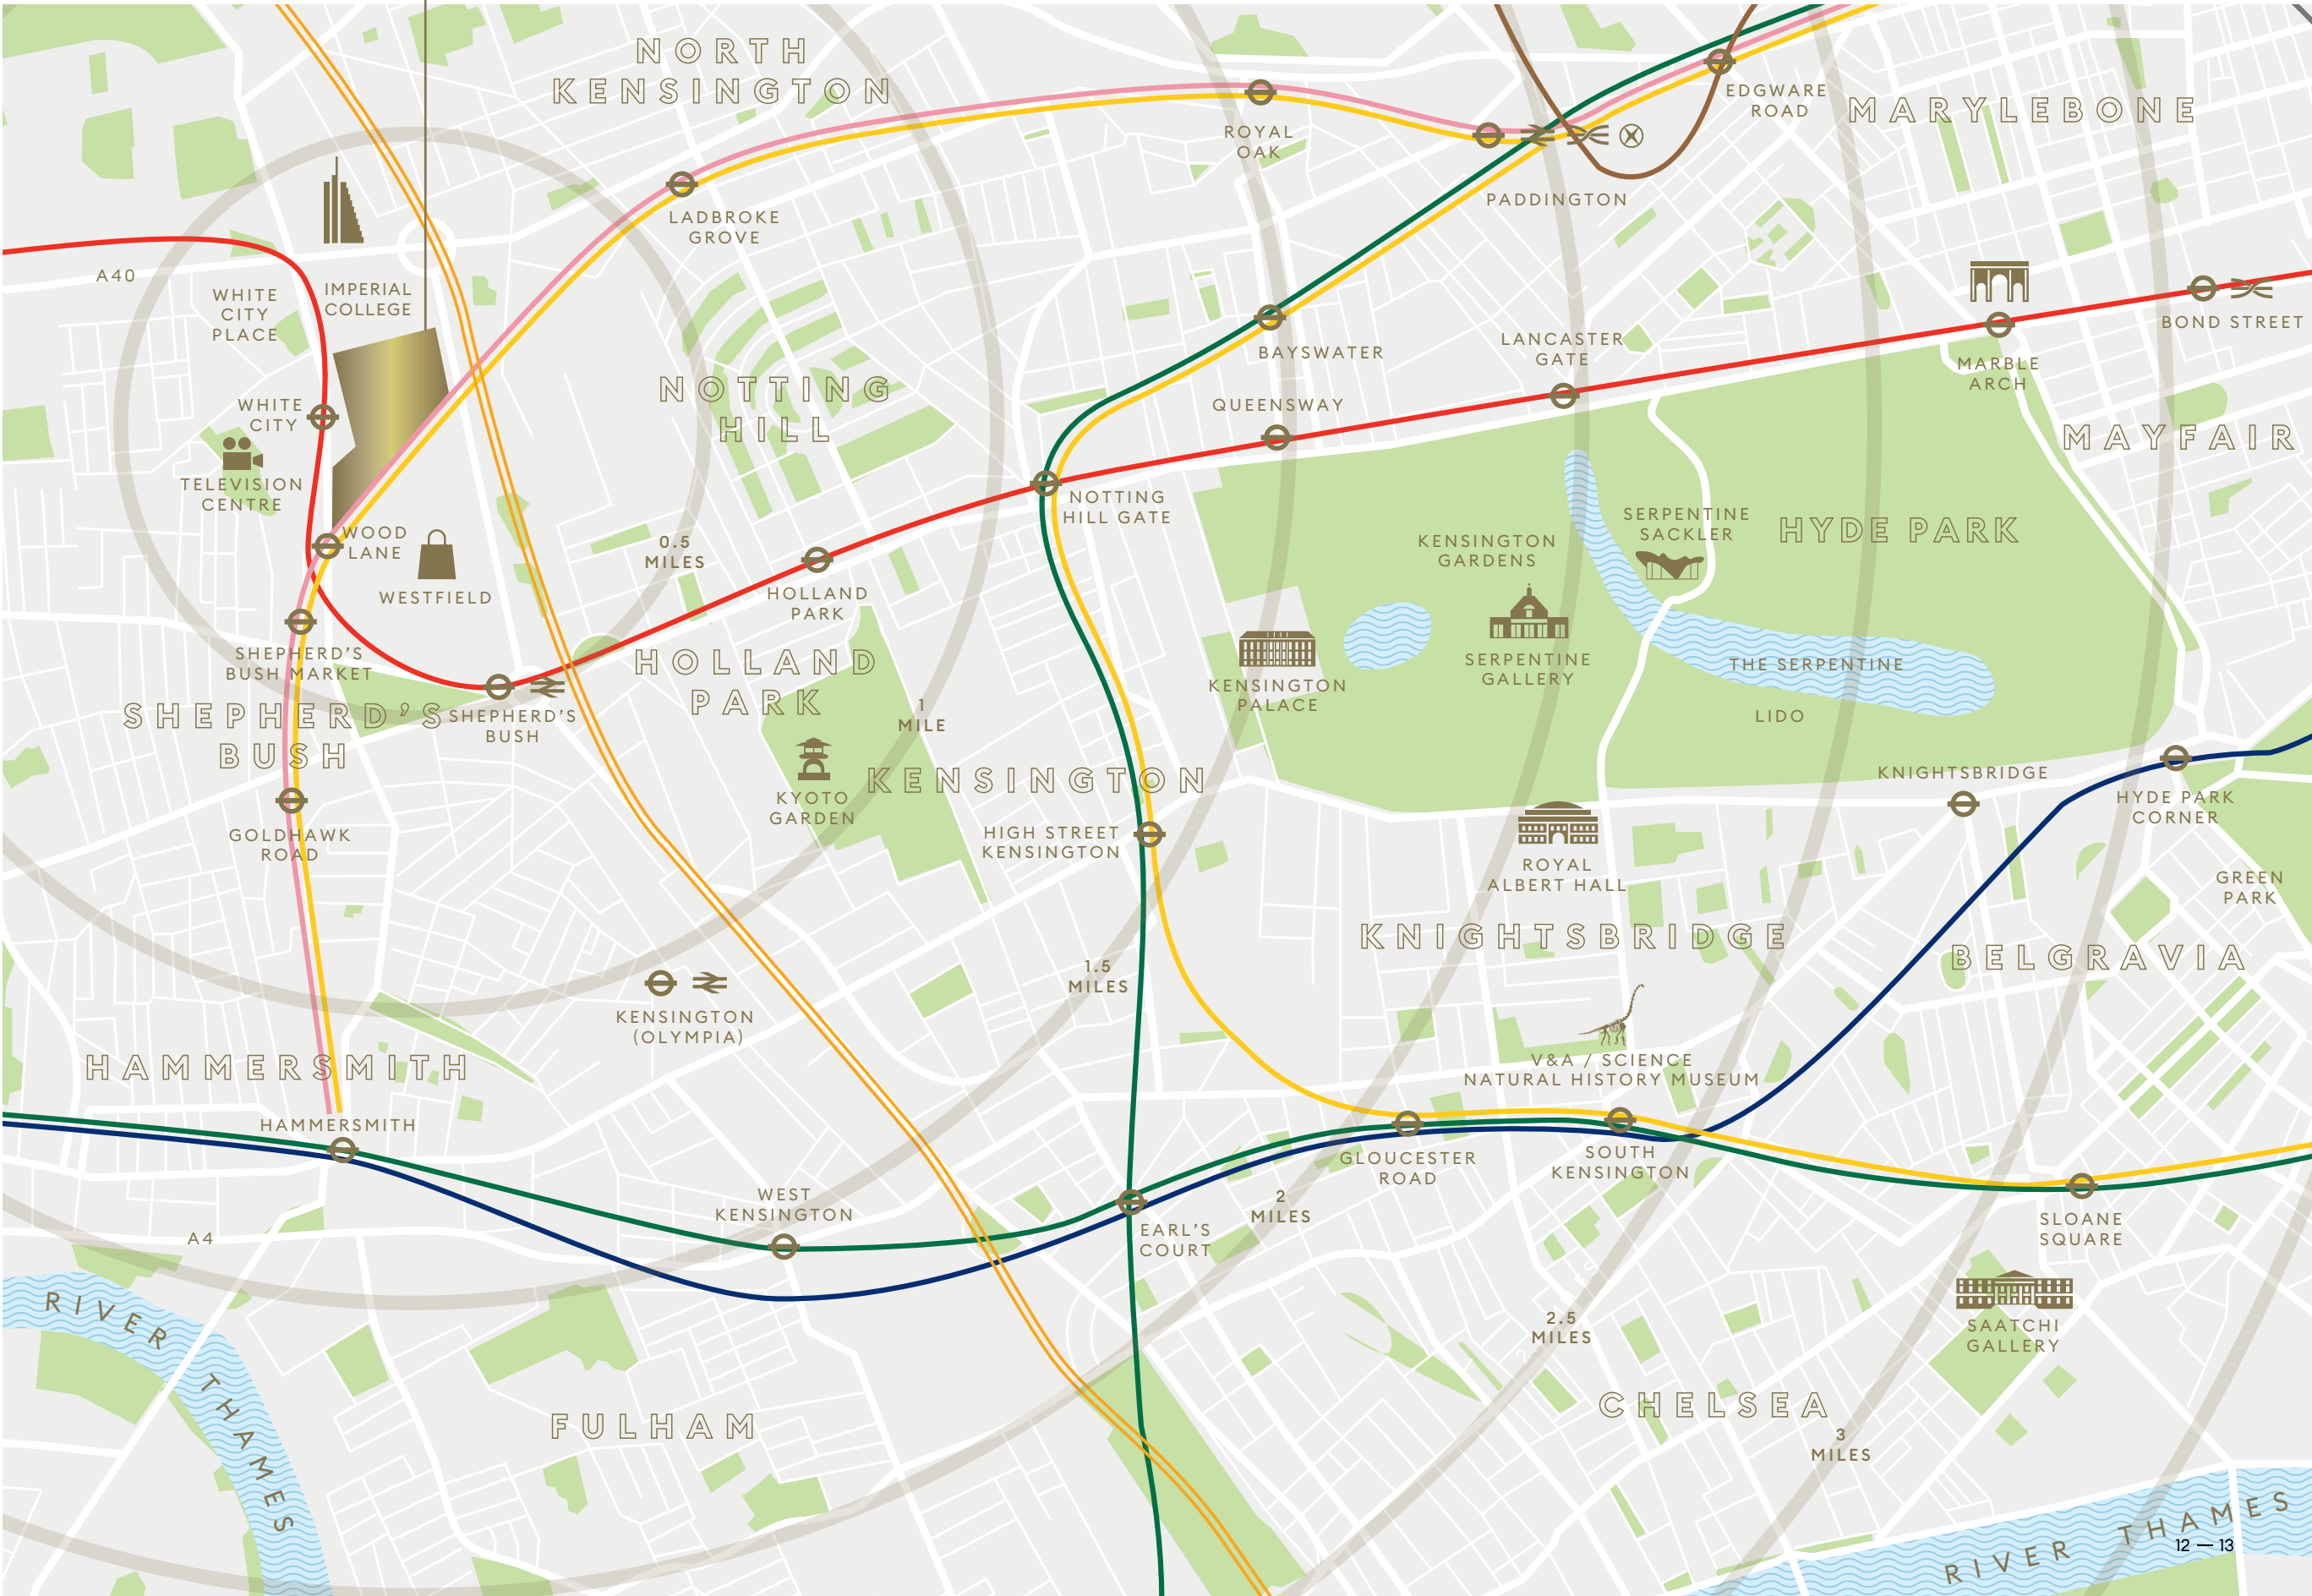 NORTH
KENSINGTON
ROYAL
OAK
EDGWARE
ROAD
MARYLEBONE
PADDINGTON
LADBROKE
GROVE
A40
WHITE
CITY
PLACE
IMPERIAL
COLLEGE
BOND STREET
LANCASTER
GATE
BAYSWATER
MARBLE
ARCH
NOTTING
HILL
QUEENSWAY
WHITE
CITY
MAYFAIR
TELEVISION
CENTRE
NOTTING
HILL GATE
SERPENTINE
SACKLER
HYDE PARK
WOOD
LANE
0.5
MILES
KENSINGTON
GARDENS
WESTFIELD
HOLLAND
PARK
SHEPHERD'S
BUSH MARKET
HOLLAND
PARK
SERPENTINE
GALLERY
THE SERPENTINE
KENSINGTON
PALACE
SHEPHERD'S
BUSH
SHEPHERD'S
BUSH
1
MILE
LIDO
KENSINGTON
KNIGHTSBRIDGE
KYOTO
GARDEN
HYDE PARK
CORNER
GOLDHAWK
ROAD
HIGH STREET
KENSINGTON
ROYAL
ALBERT HALL
GREEN
PARK
KNIGHTSBRIDGE
BELGRAVIA
1.5
MILES
KENSINGTON
(OLYMPIA)
HAMMERSMITH
V&A / SCIENCE
NATURAL HISTORY MUSEUM
HAMMERSMITH
GLOUCESTER
ROAD
SOUTH
KENSINGTON
WEST
KENSINGTON
2
MILES
EARL'S
COURT
SLOANE
SQUARE
A4
RIVER THAMES
2.5
MILES
SAATCHI
GALLERY
CHELSEA
FULHAM
3
MILES
RIVER THAMES
12 — 13